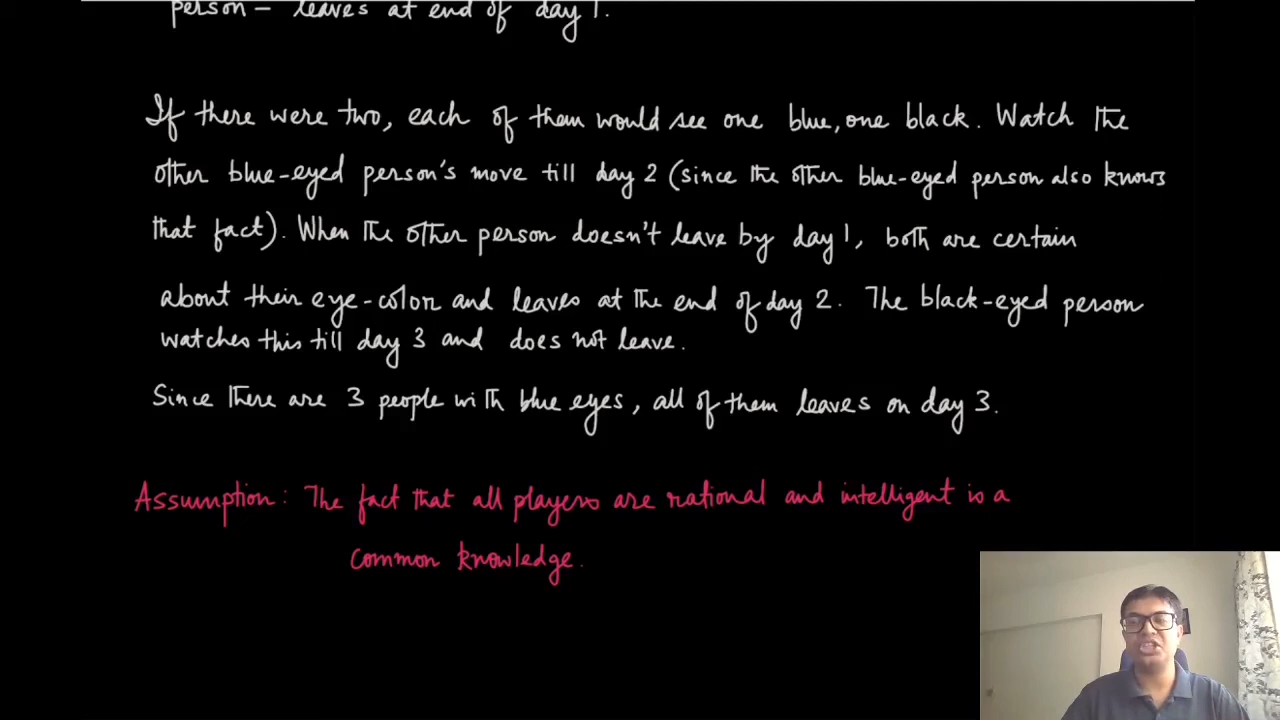 person – leaves at end of day 1.
If there were two, each of them would see one blue, one black. Watch the
other blue-eyed person's move till day 2 (since the other blue-eyed person also knows
that fact). When the other person doesn't leave by day 1, both are certain
about their eye-color and leaves at the end of day 2. The black-eyed person
watches this till day 3 and does not leave.
Since there are 3 people with blue eyes, all of them leaves on day 3.
Assumption: The fact that all players are rational and intelligent is a
common knowledge.